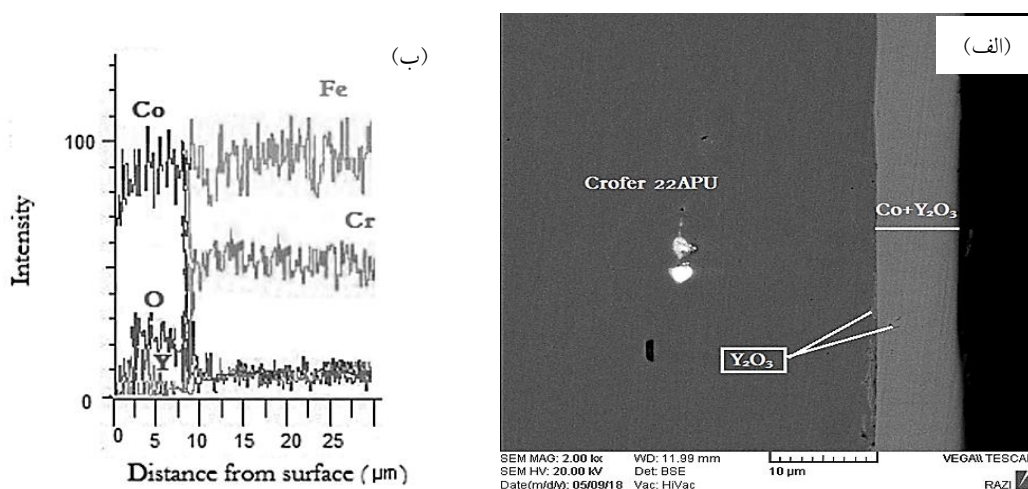 (ب)
Fe
Co
100
Cr
Intensity
O
Y
0
0 5 10 15 20 25
Distance from surface (µm)
(الف)
Crofer 22APU
Co+Y₂O₃
Y₂O₃
SEM MAG: 2.00 kx WD: 11.99 mm VEGA\\ TESCAN
SEM HV: 20.00 kV Det: BSE 10 µm
Date(m/d/y): 05/09/18 Vac: HiVac RAZI